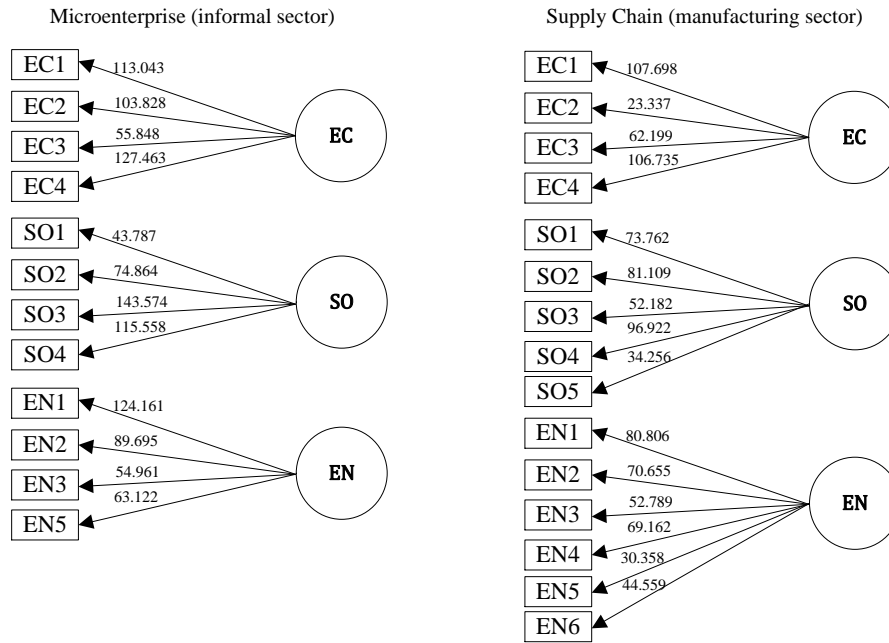 Microenterprise (informal sector)
EC1
113.043
EC2
103.828
EC3
55.848
EC4
127.463
EC
SO1
43.787
SO2
74.864
SO3
143.574
SO4
115.558
SO
EN1
124.161
EN2
89.695
EN3
54.961
EN5
63.122
EN
Supply Chain (manufacturing sector)
EC1
107.698
EC2
23.337
EC3
62.199
EC4
106.735
EC
SO1
73.762
SO2
81.109
SO3
52.182
SO4
96.922
SO5
34.256
SO
EN1
80.806
EN2
70.655
EN3
52.789
EN4
69.162
EN5
30.358
EN6
44.559
EN